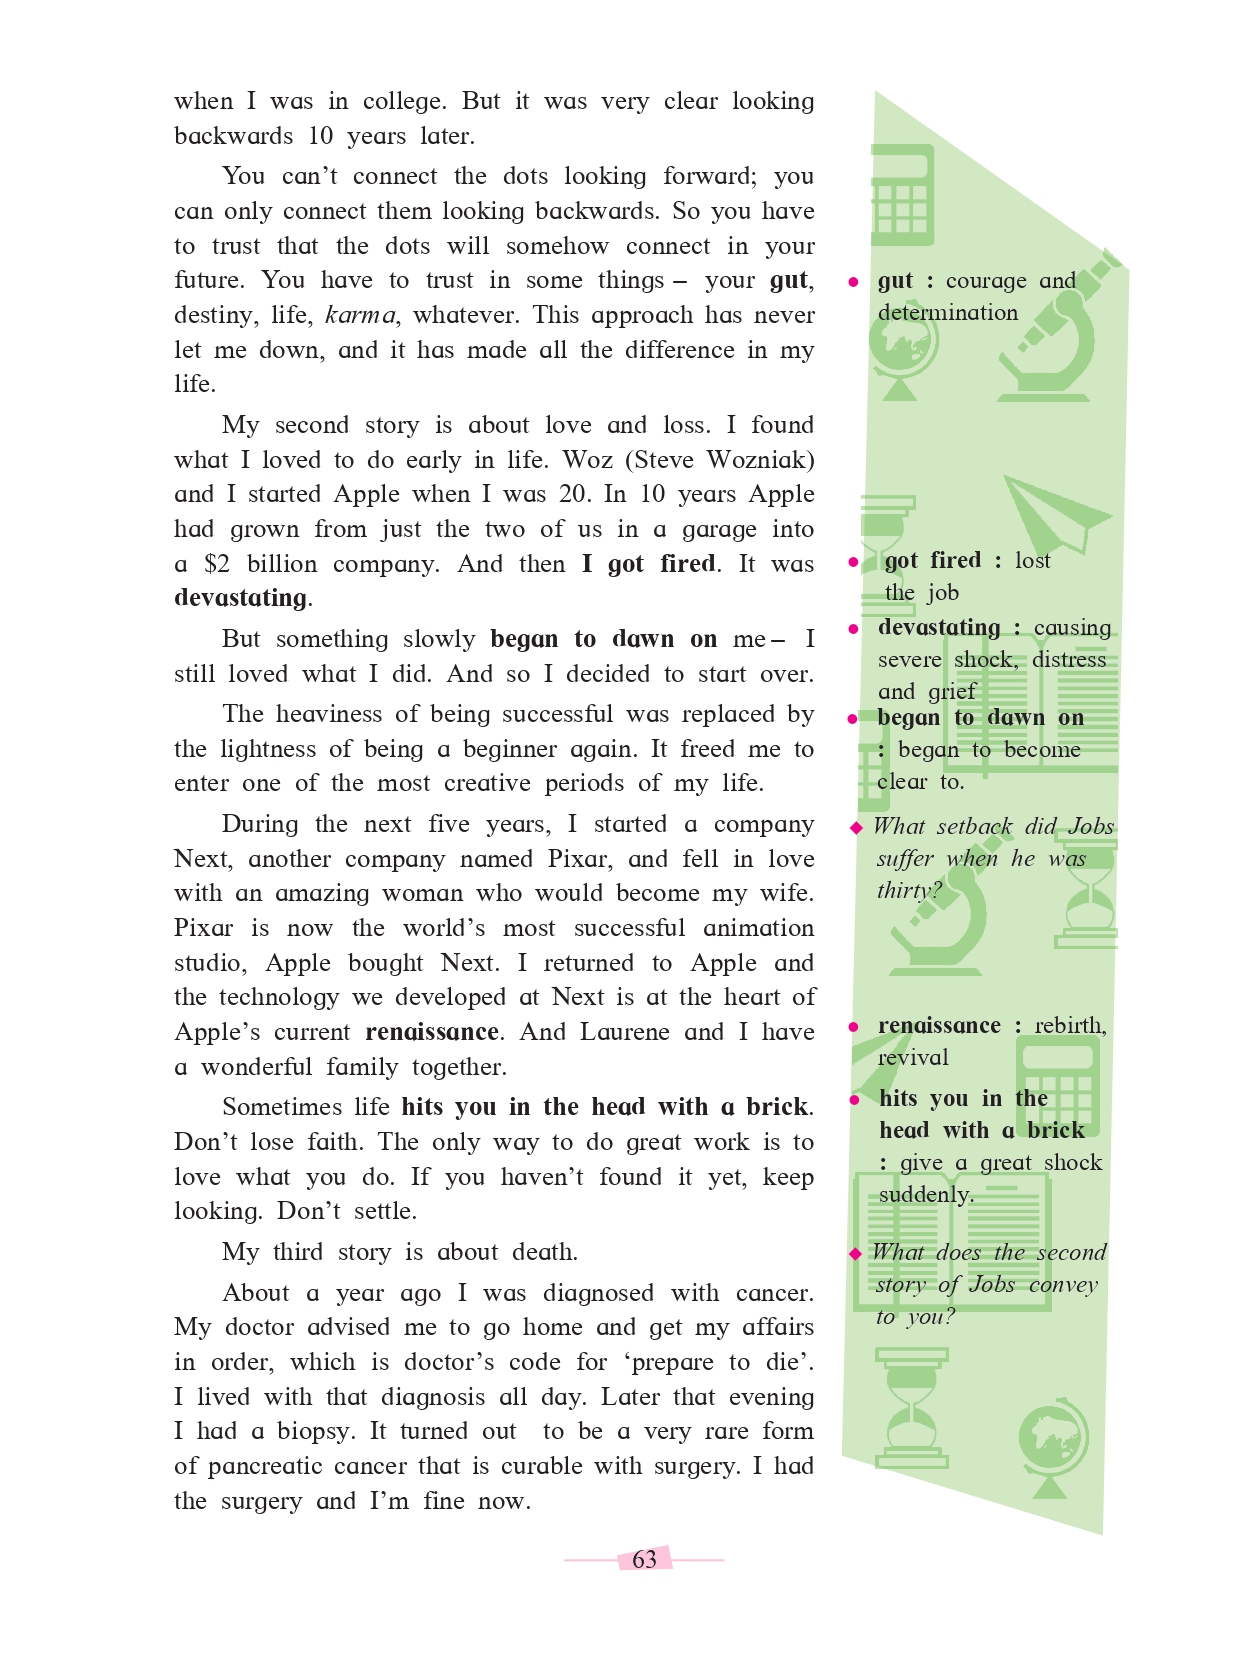 when I was in college. But it was very clear looking
backwards 10 years later.
You can't connect the dots looking forward; you
can only connect them looking backwards. So you have
to trust that the dots will somehow connect in your
future. You have to trust in some things – your gut,
destiny, life, karma, whatever. This approach has never
let me down, and it has made all the difference in my
life.
My second story is about love and loss. I found
what I loved to do early in life. Woz (Steve Wozniak)
and I started Apple when I was 20. In 10 years Apple
had grown from just the two of us in a garage into
a $2 billion company. And then I got fired. It was
devastating.
But something slowly began to dawn on me – I
still loved what I did. And so I decided to start over.
The heaviness of being successful was replaced by
the lightness of being a beginner again. It freed me to
enter one of the most creative periods of my life.
During the next five years, I started a company
Next, another company named Pixar, and fell in love
with an amazing woman who would become my wife.
Pixar is now the world's most successful animation
studio, Apple bought Next. I returned to Apple and
the technology we developed at Next is at the heart of
Apple's current renaissance. And Laurene and I have
a wonderful family together.
Sometimes life hits you in the head with a brick.
Don't lose faith. The only way to do great work is to
love what you do. If you haven't found it yet, keep
looking. Don't settle.
My third story is about death.
About a year ago I was diagnosed with cancer.
My doctor advised me to go home and get my affairs
in order, which is doctor's code for 'prepare to die'.
I lived with that diagnosis all day. Later that evening
I had a biopsy. It turned out to be a very rare form
of pancreatic cancer that is curable with surgery. I had
the surgery and I'm fine now.
• gut : courage and
determination
• got fired : lost
the job
• devastating : causing
severe shock, distress
and grief
• began to dawn on
: began to become
clear to.
◆ What setback did Jobs
suffer when he was
thirty?
• renaissance : rebirth,
revival
• hits you in the
head with a brick
: give a great shock
suddenly.
◆ What does the second
story of Jobs convey
to you?
63